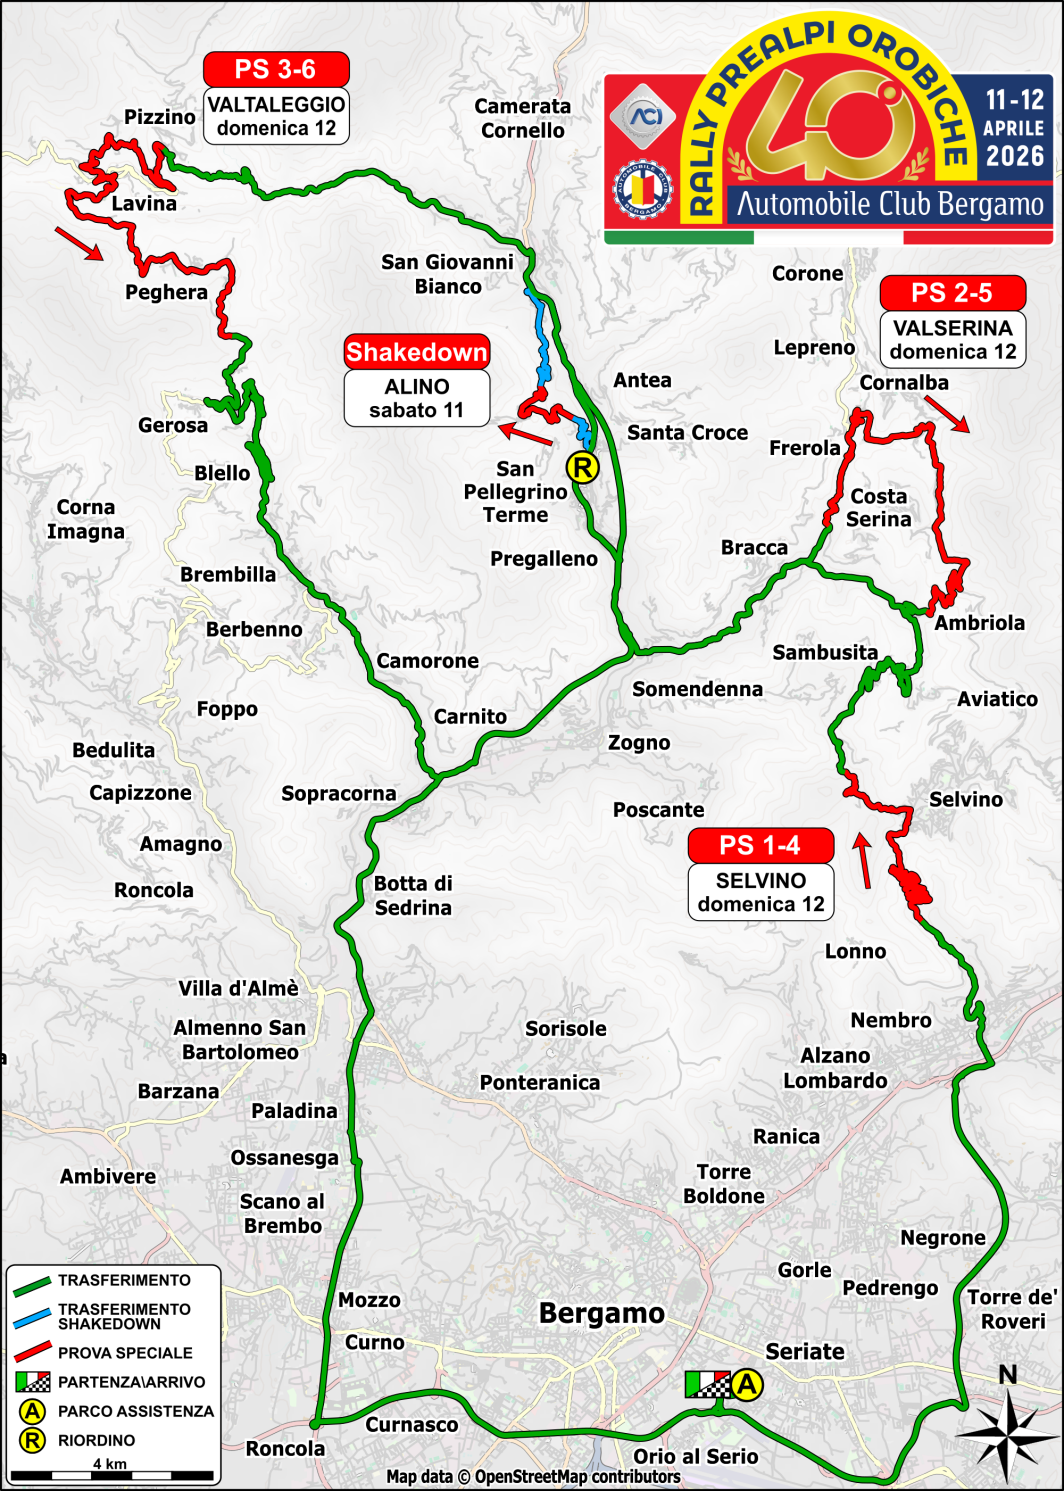 PS 3-6
VALTALEGGIO
domenica 12
RALLY PREALPI OROBICHE
40°
ACI
AUTOMOBILE CLUB
BERGAMO
11-12
APRILE
2026
Automobile Club Bergamo
Pizzino
Camerata
Cornello
Lavina
San Giovanni
Bianco
Corone
PS 2-5
VALSERINA
domenica 12
Peghera
Shakedown
ALINO
sabato 11
Lepreno
Antea
Cornalba
Gerosa
Santa Croce
Frerola
Blello
R
San
Pellegrino
Terme
Costa
Serina
Corna
Imagna
Pregalleno
Bracca
Brembilla
Berbenno
Ambriola
Camorone
Sambusita
Somendenna
Aviatico
Foppo
Carnito
Zogno
Bedulita
Capizzone
Sopracorna
Poscante
Selvino
Amagno
PS 1-4
SELVINO
domenica 12
Roncola
Botta di
Sedrina
Lonno
Villa d'Almè
Almenno San
Bartolomeo
Sorisole
Nembro
a
Alzano
Lombardo
Barzana
Ponteranica
Paladina
Ranica
Ossanesga
Ambivere
Torre
Boldone
Scano al
Brembo
Negrone
Gorle
Pedrengo
Torre de'
Roveri
Mozzo
Bergamo
Curno
Seriate
A
Curnasco
Roncola
Orio al Serio
N
TRASFERIMENTO
TRASFERIMENTO
SHAKEDOWN
PROVA SPECIALE
PARTENZA\ARRIVO
A PARCO ASSISTENZA
R RIORDINO
4 km
Map data © OpenStreetMap contributors